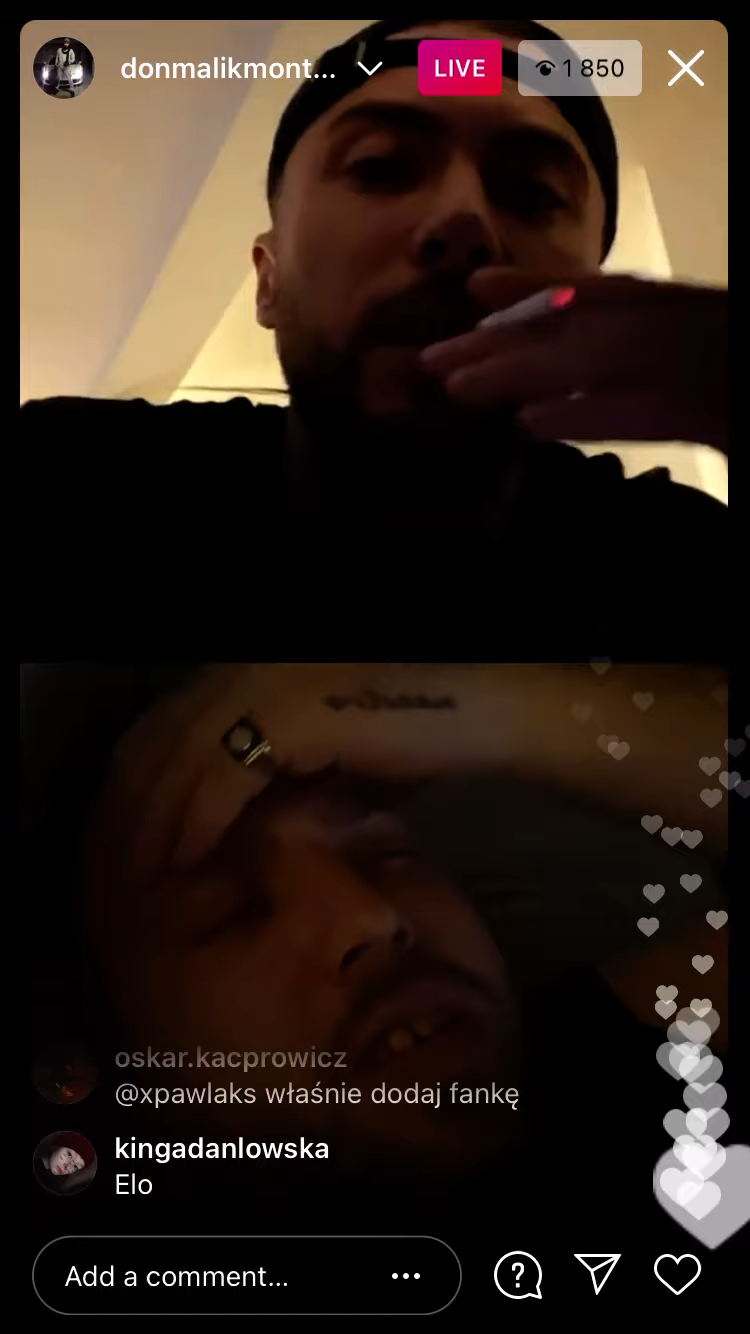 donmalikmont...
LIVE
1 850
oskar.kacprowicz
@xpawlaks właśnie dodaj fankę
kingadanlowska
Elo
Add a comment...